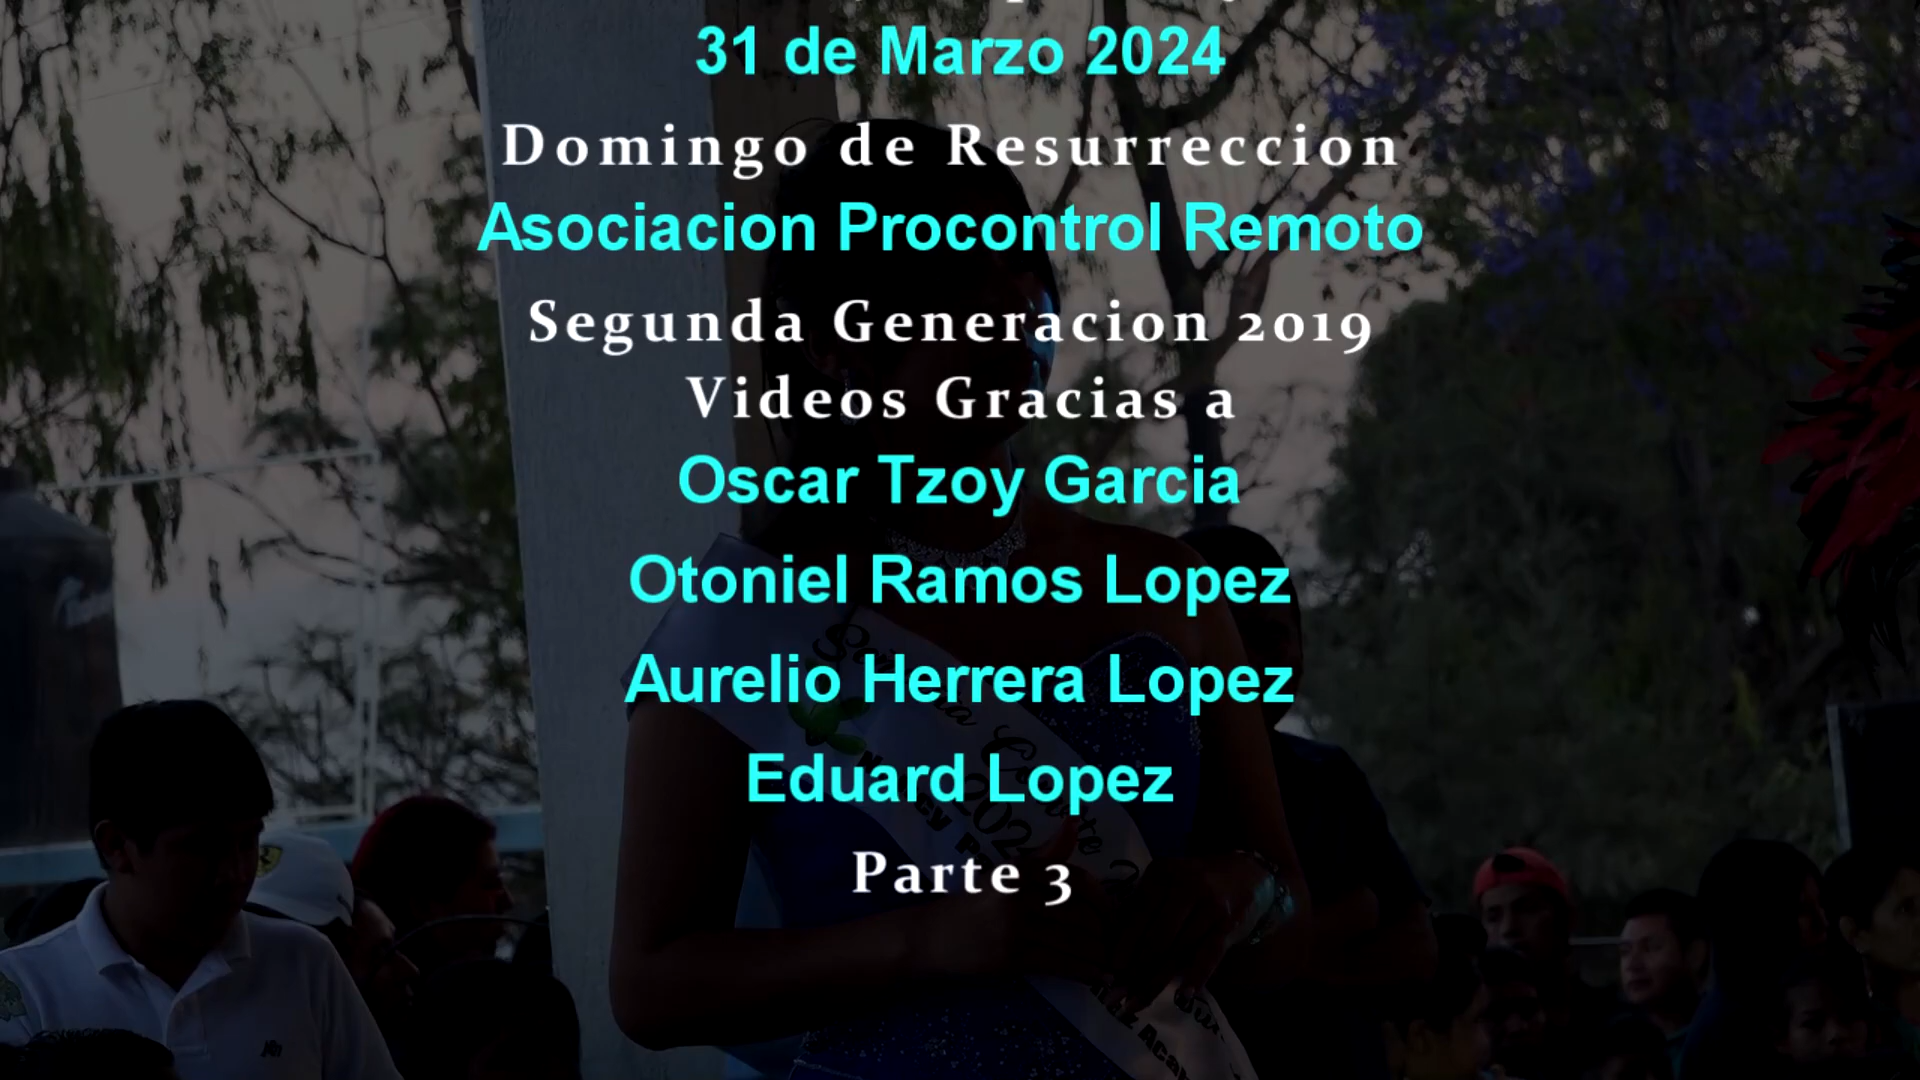 31 de Marzo 2024
Domingo de Resurreccion
Asociacion Procontrol Remoto
Segunda Generacion 2019
Videos Gracias a
Oscar Tzoy Garcia
Otoniel Ramos Lopez
Aurelio Herrera Lopez
Eduard Lopez
Parte 3